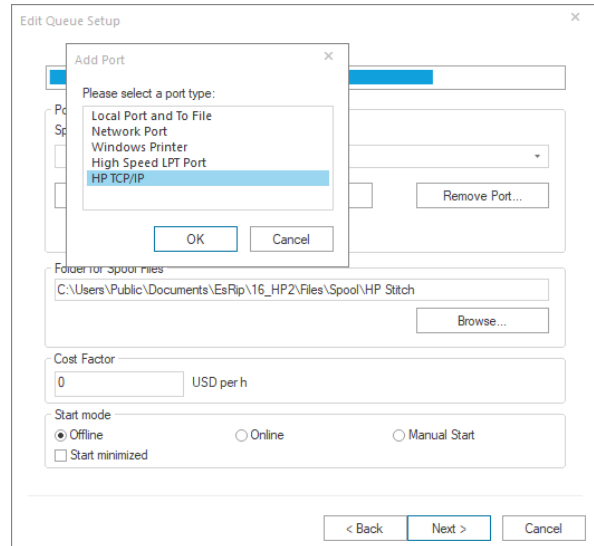 Edit Queue Setup
Add Port
Please select a port type:
Local Port and To File
Network Port
Windows Printer
High Speed LPT Port
HP TCP/IP
OK Cancel
Remove Port...
Folder for Spool Files
C:\Users\Public\Documents\EsRip\16_HP2\Files\Spool\HP Stitch
Browse...
Cost Factor
0 USD per h
Start mode
Offline Online Manual Start
Start minimized
< Back Next > Cancel